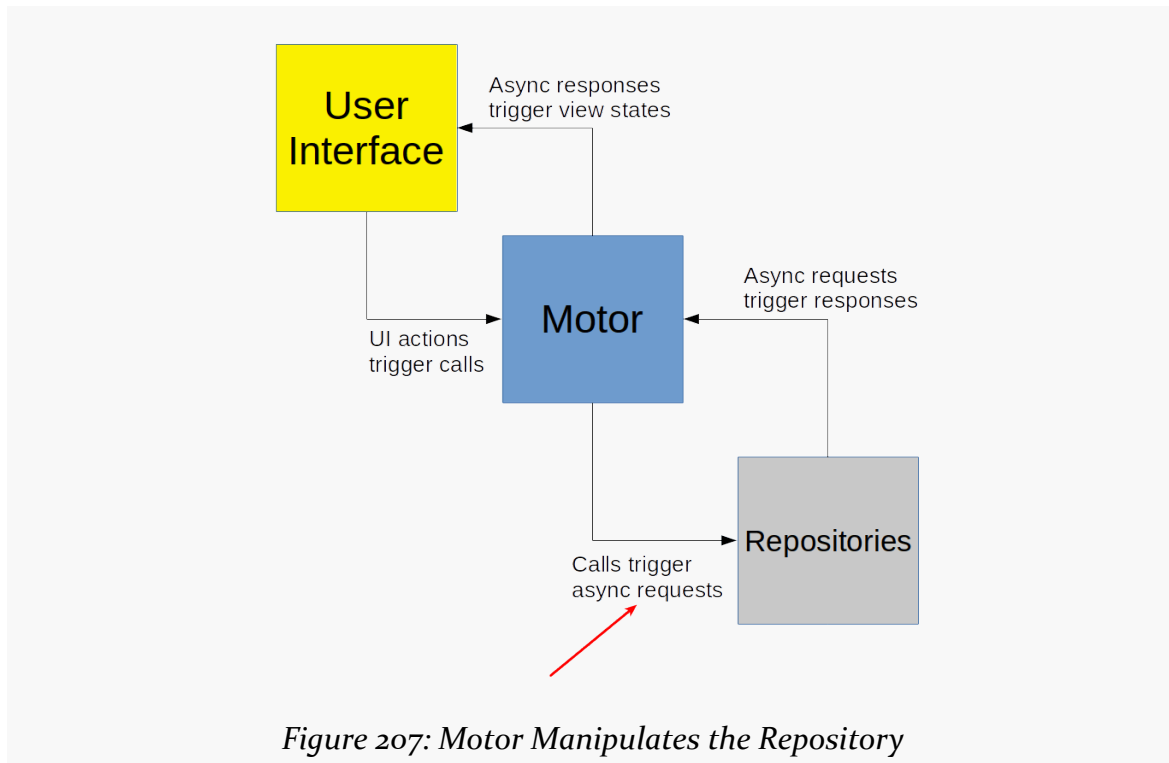 User
Interface
Async responses
trigger view states
UI actions
trigger calls
Motor
Async requests
trigger responses
Calls trigger
async requests
Repositories
Figure 207: Motor Manipulates the Repository